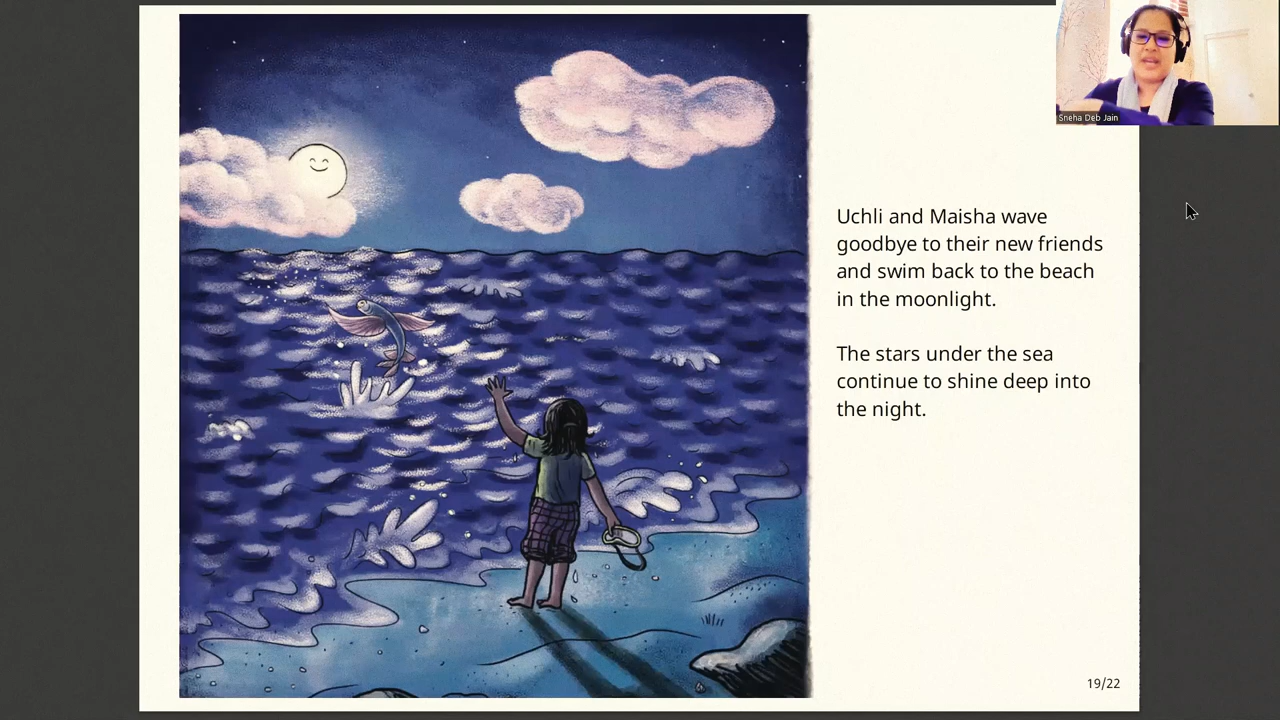 Sneha Deb Jain
Uchli and Maisha wave
goodbye to their new friends
and swim back to the beach
in the moonlight.
The stars under the sea
continue to shine deep into
the night.
19/22